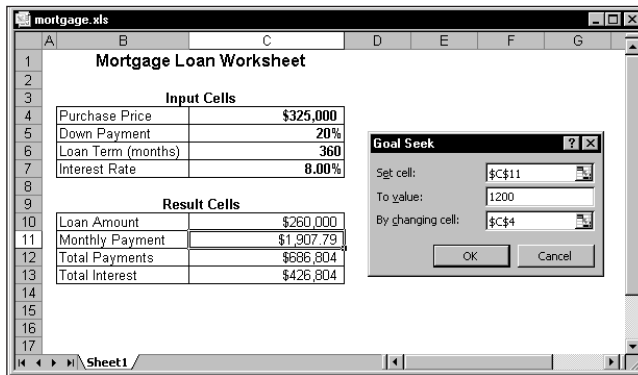 mortgage.xls
A B C D E F G
1 Mortgage Loan Worksheet
2
3 Input Cells
4 Purchase Price $325,000
5 Down Payment 20%
6 Loan Term (months) 360
7 Interest Rate 8.00%
8
9 Result Cells
10 Loan Amount $260,000
11 Monthly Payment $1,907.79
12 Total Payments $686,804
13 Total Interest $426,804
14
15
16
17
Sheet1
Goal Seek
Set cell: $C$11
To value: 1200
By changing cell: $C$4
OK Cancel